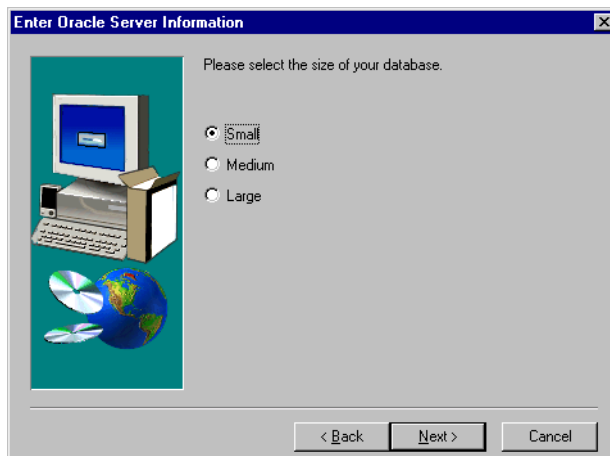 Enter Oracle Server Information
Please select the size of your database.
Small
Medium
Large
< Back
Next >
Cancel